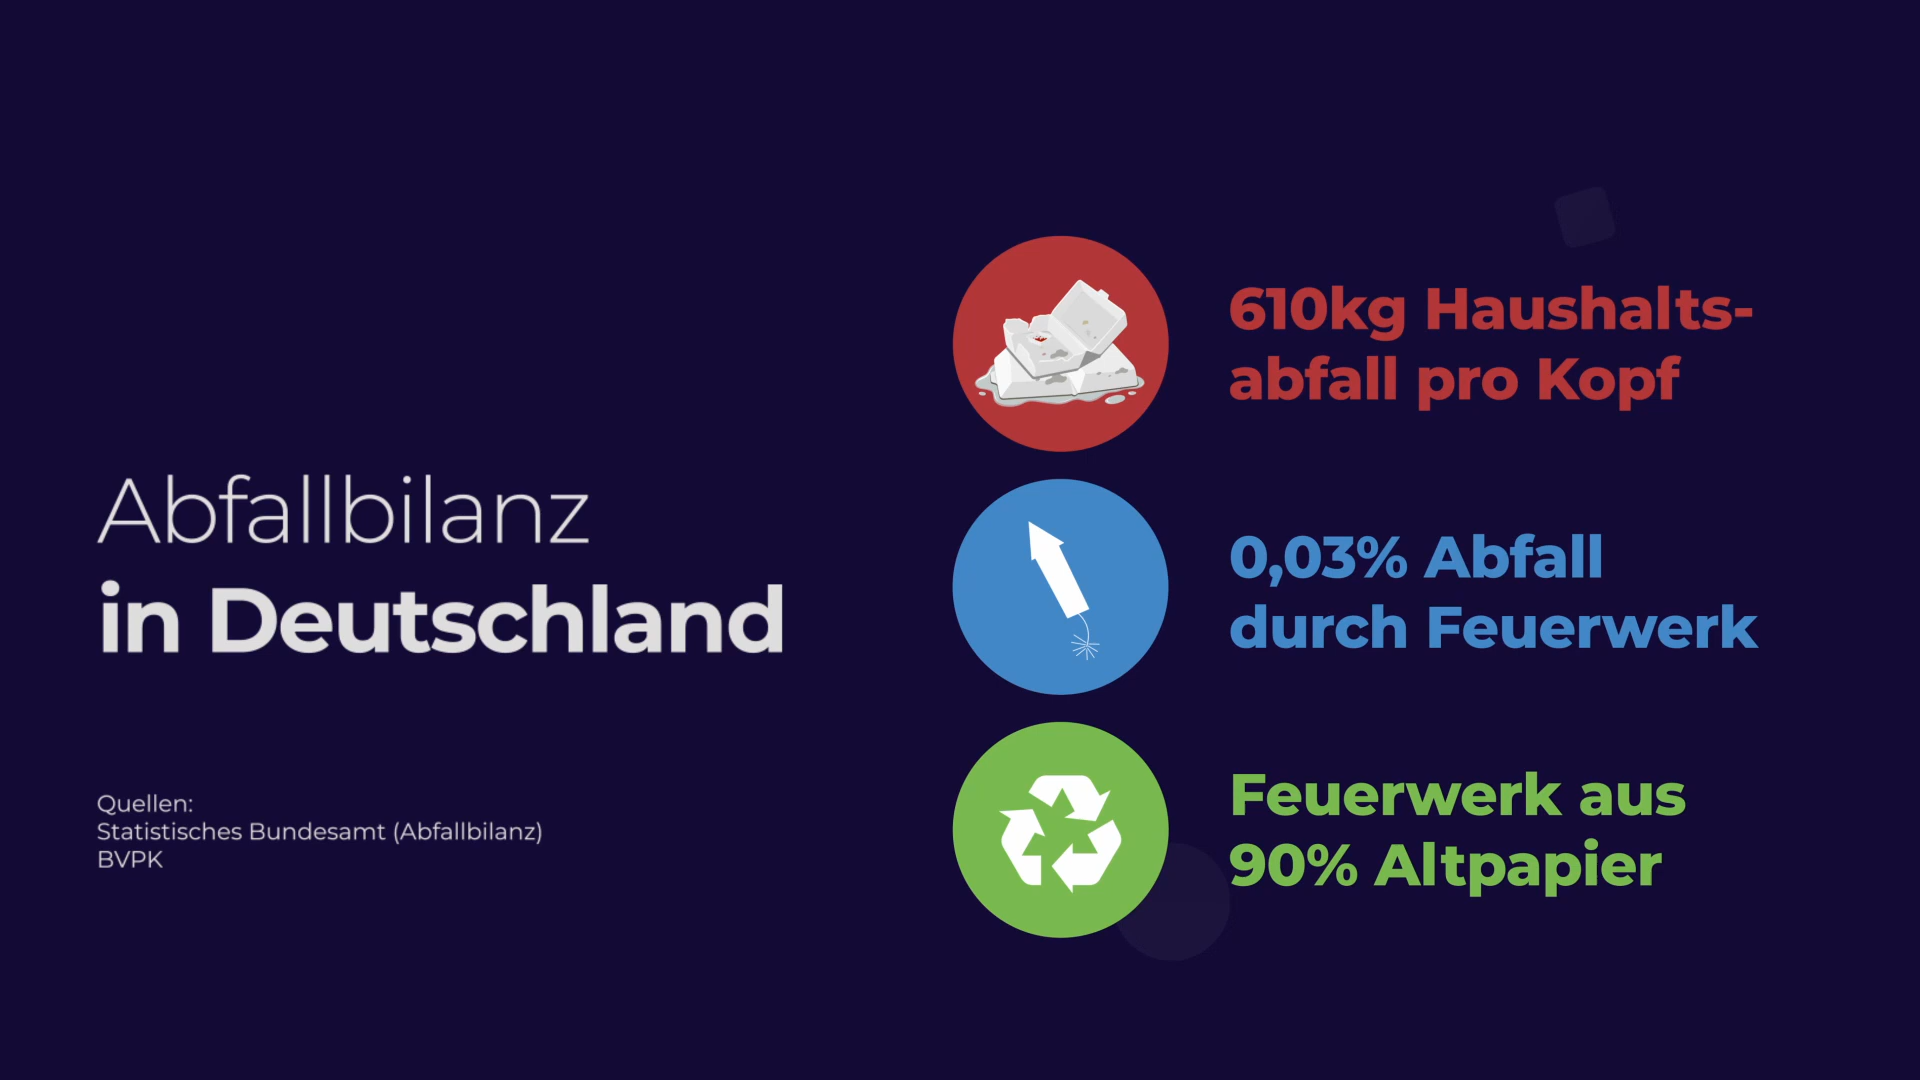 Abfallbilanz
in Deutschland
Quellen:
Statistisches Bundesamt (Abfallbilanz)
BVPK
610kg Haushalts-
abfall pro Kopf
0,03% Abfall
durch Feuerwerk
Feuerwerk aus
90% Altpapier